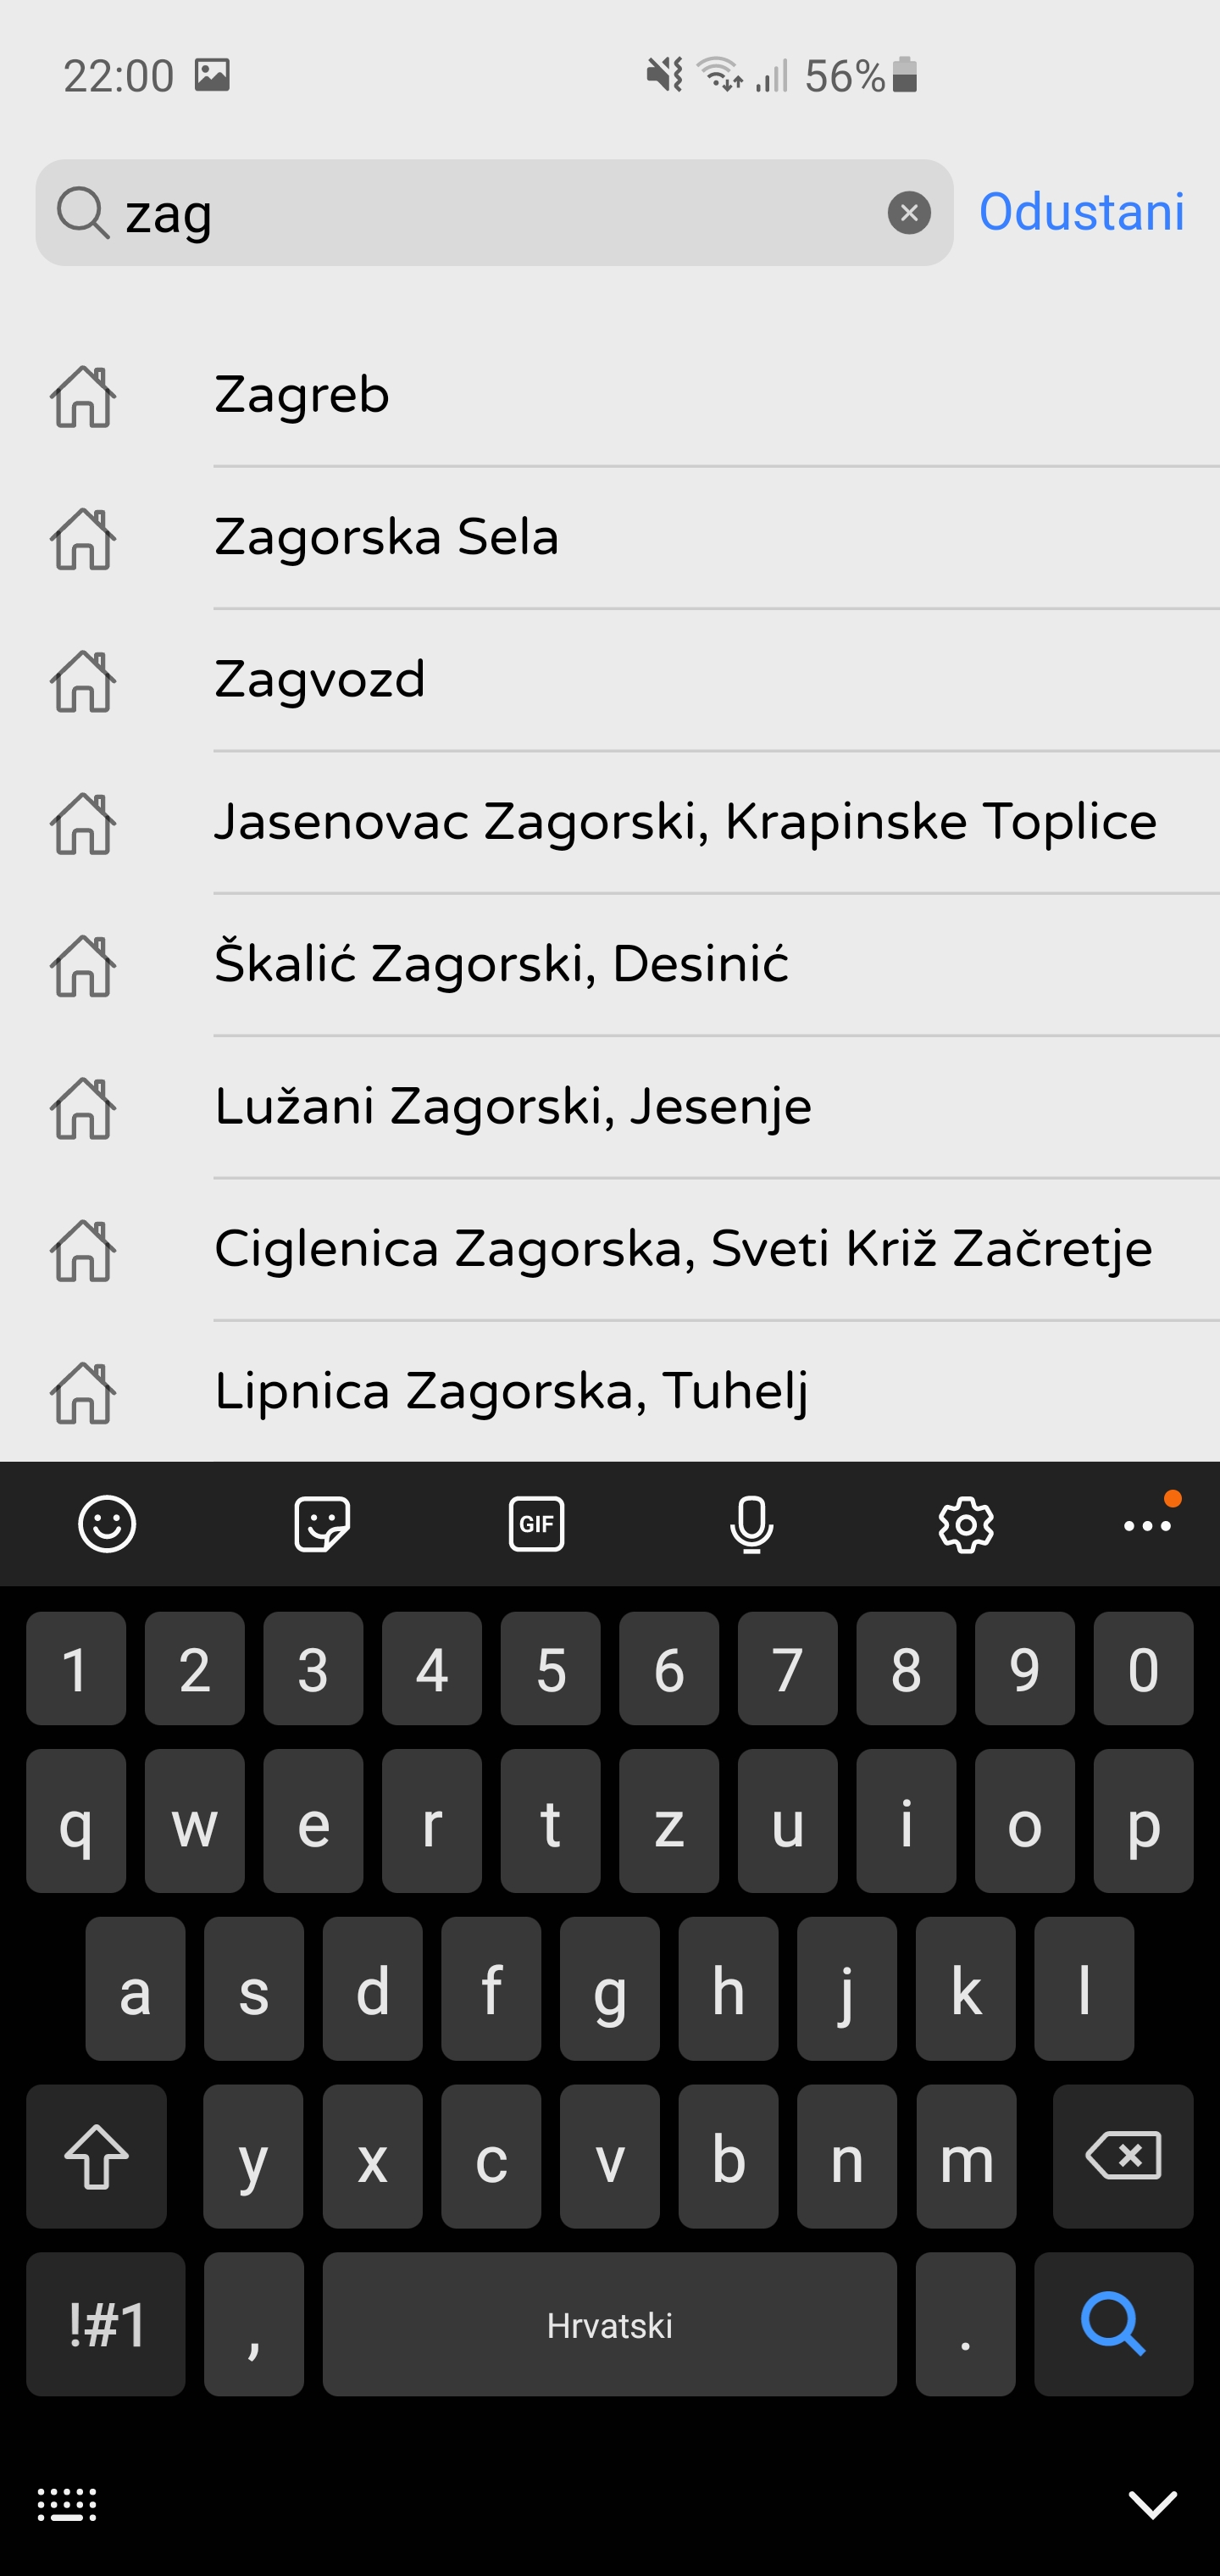 22:00 56%
zag Odustani
Zagreb
Zagorska Sela
Zagvozd
Jasenovac Zagorski, Krapinske Toplice
Škalić Zagorski, Desinić
Lužani Zagorski, Jesenje
Ciglenica Zagorska, Sveti Križ Začretje
Lipnica Zagorska, Tuhelj
GIF
1 2 3 4 5 6 7 8 9 0
q w e r t z u i o p
a s d f g h j k l
y x c v b n m
!#1 , Hrvatski .